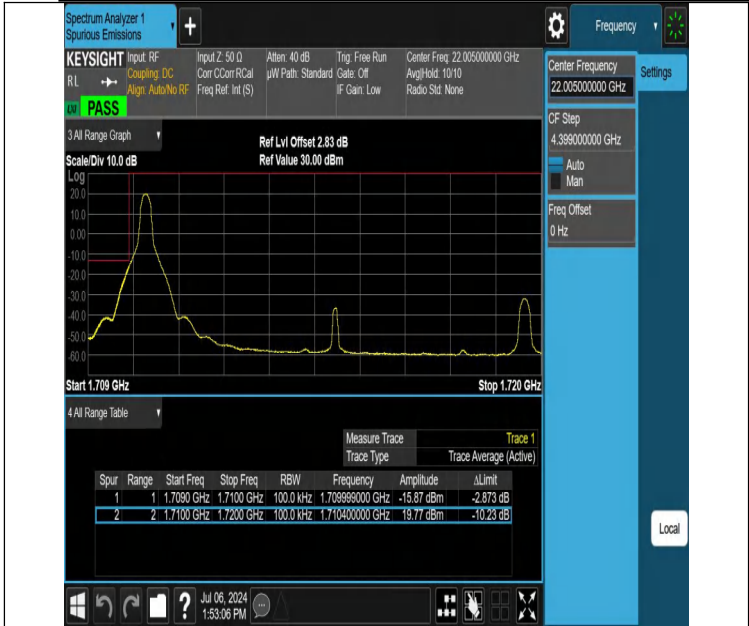 Spectrum Analyzer 1
Spurious Emissions
Frequency
KEYSIGHT Input: RF Input Z: 50 Ω Atten: 40 dB Trig: Free Run Center Freq: 22.005000000 GHz
RL Coupling: DC Corr CCorr RCal µW Path: Standard Gate: Off Avg|Hold: 10/10
Align: Auto/No RF Freq Ref: Int (S) IF Gain: Low Radio Std: None
PASS
Center Frequency
22.005000000 GHz
Settings
CF Step
4.399000000 GHz
Auto
Man
Freq Offset
0 Hz
3 All Range Graph
Ref Lvl Offset 2.83 dB
Scale/Div 10.0 dB Ref Value 30.00 dBm
Log
20.0
10.0
0.00
-10.0
-20.0
-30.0
-40.0
-50.0
-60.0
Start 1.709 GHz Stop 1.720 GHz
4 All Range Table
Measure Trace Trace 1
Trace Type Trace Average (Active)
Spur Range Start Freq Stop Freq RBW Frequency Amplitude ΔLimit
1 1 1.7090 GHz 1.7100 GHz 100.0 kHz 1.709999000 GHz -15.87 dBm -2.873 dB
2 2 1.7100 GHz 1.7200 GHz 100.0 kHz 1.710400000 GHz 19.77 dBm -10.23 dB
Local
Jul 06, 2024
1:53:06 PM